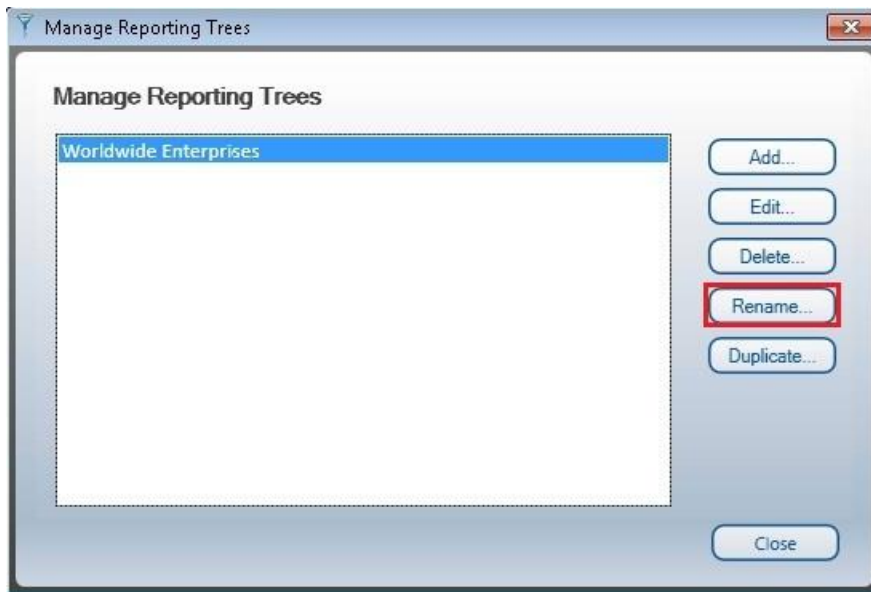 Manage Reporting Trees
Manage Reporting Trees
Worldwide Enterprises
Add...
Edit...
Delete...
Rename...
Duplicate...
Close